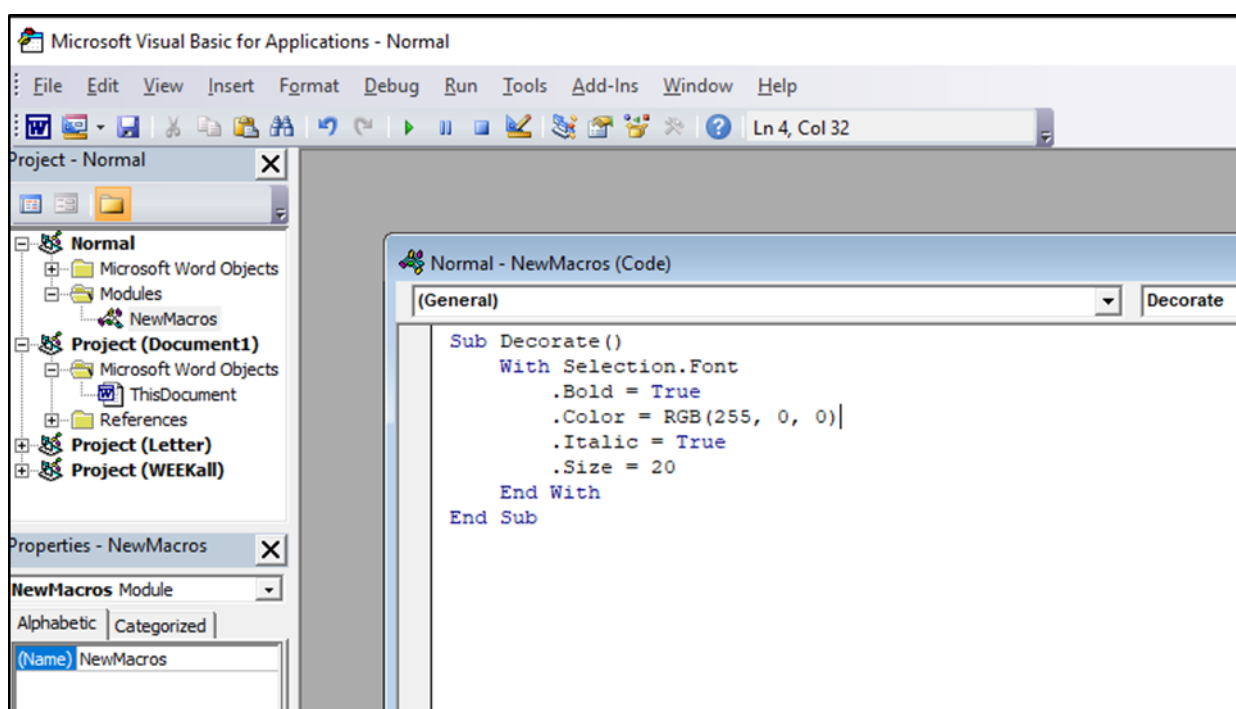 Microsoft Visual Basic for Applications - Normal
File Edit View Insert Format Debug Run Tools Add-Ins Window Help
Ln 4, Col 32
Project - Normal
Normal
Microsoft Word Objects
Modules
NewMacros
Project (Document1)
Microsoft Word Objects
ThisDocument
References
Project (Letter)
Project (WEEKall)
Properties - NewMacros
NewMacros Module
Alphabetic Categorized
(Name) NewMacros
Normal - NewMacros (Code)
(General) Decorate
Sub Decorate()
With Selection.Font
.Bold = True
.Color = RGB(255, 0, 0)
.Italic = True
.Size = 20
End With
End Sub